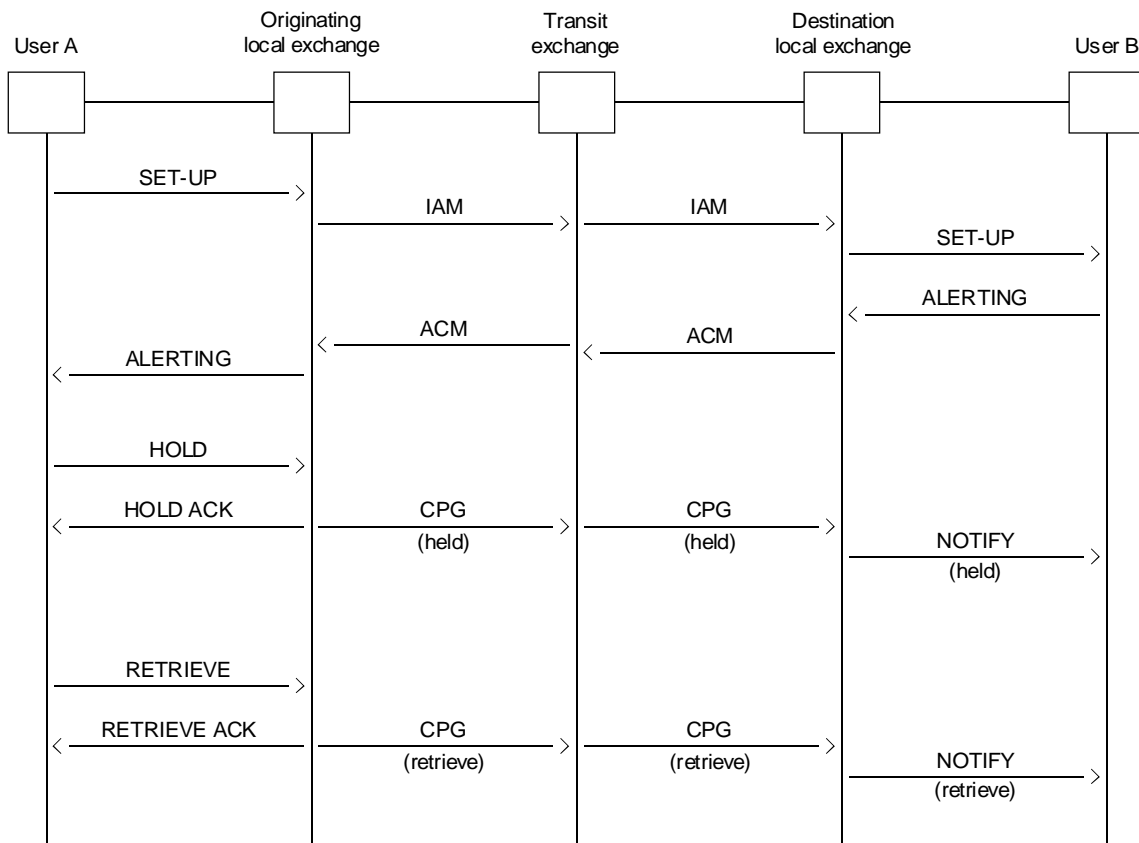 User A
Originating
local exchange
Transit
exchange
Destination
local exchange
User B
SET-UP
IAM
IAM
SET-UP
ALERTING
ACM
ACM
ALERTING
HOLD
HOLD ACK
CPG
(held)
CPG
(held)
NOTIFY
(held)
RETRIEVE
RETRIEVE ACK
CPG
(retrieve)
CPG
(retrieve)
NOTIFY
(retrieve)